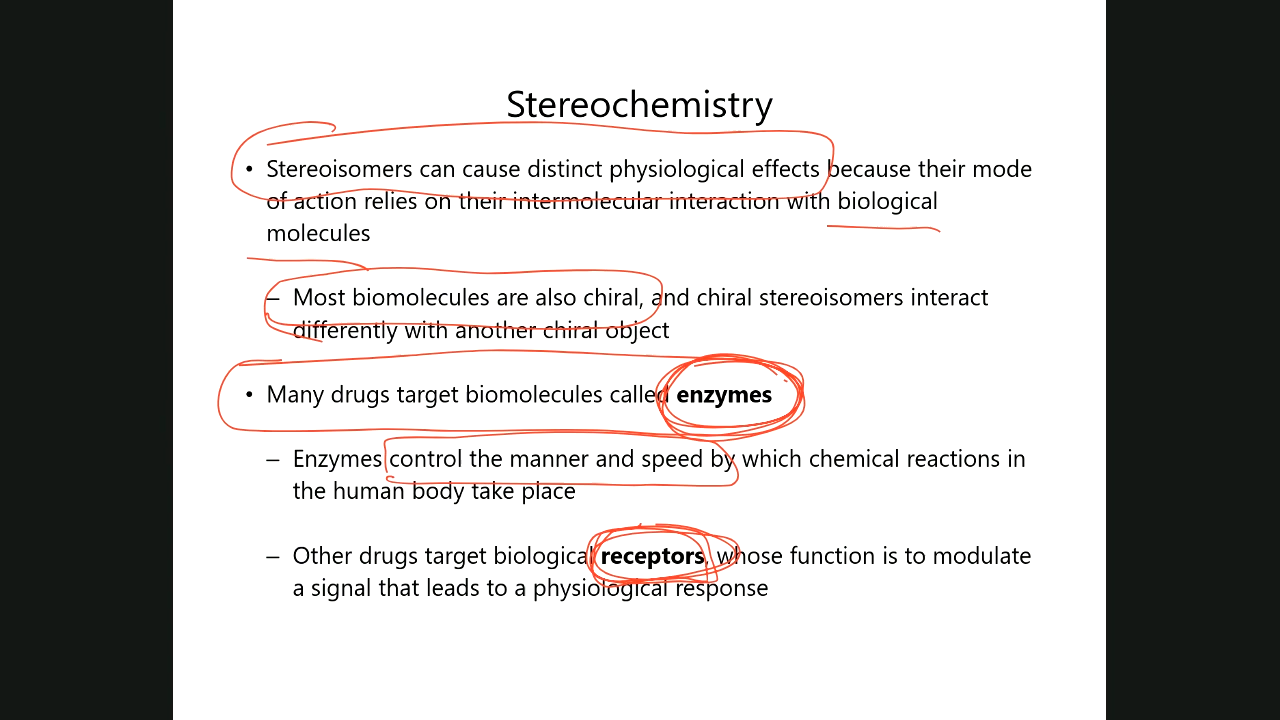 Stereochemistry
• Stereoisomers can cause distinct physiological effects because their mode
of action relies on their intermolecular interaction with biological
molecules
– Most biomolecules are also chiral, and chiral stereoisomers interact
differently with another chiral object
• Many drugs target biomolecules called enzymes
– Enzymes control the manner and speed by which chemical reactions in
the human body take place
– Other drugs target biological receptors, whose function is to modulate
a signal that leads to a physiological response